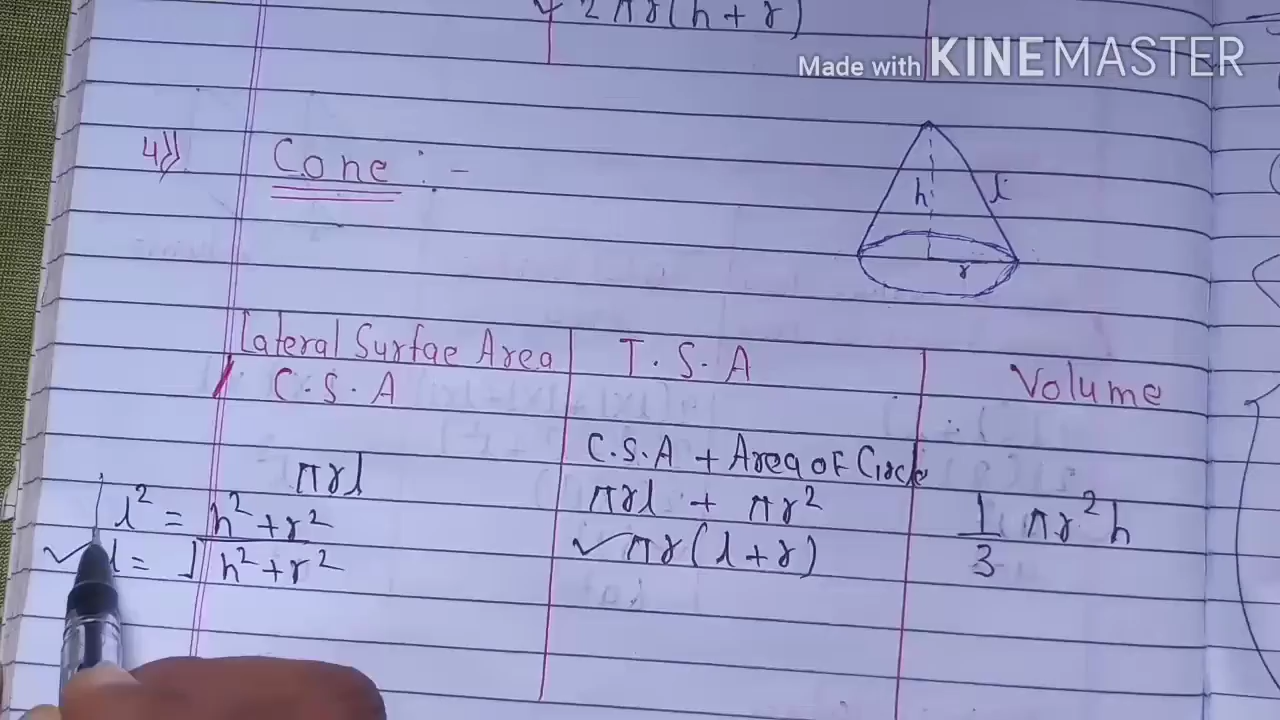 2πr(h+r)
Made with KINEMASTER
4)) Cone :-
h l
r
Lateral Surfae Area T.S.A Volume
C.S.A
C.S.A + Area OF Circle
πrl
πrl + πr² 1/3 πr²h
l² = h²+r²
✓πr(l+r)
✓l = √h²+r²